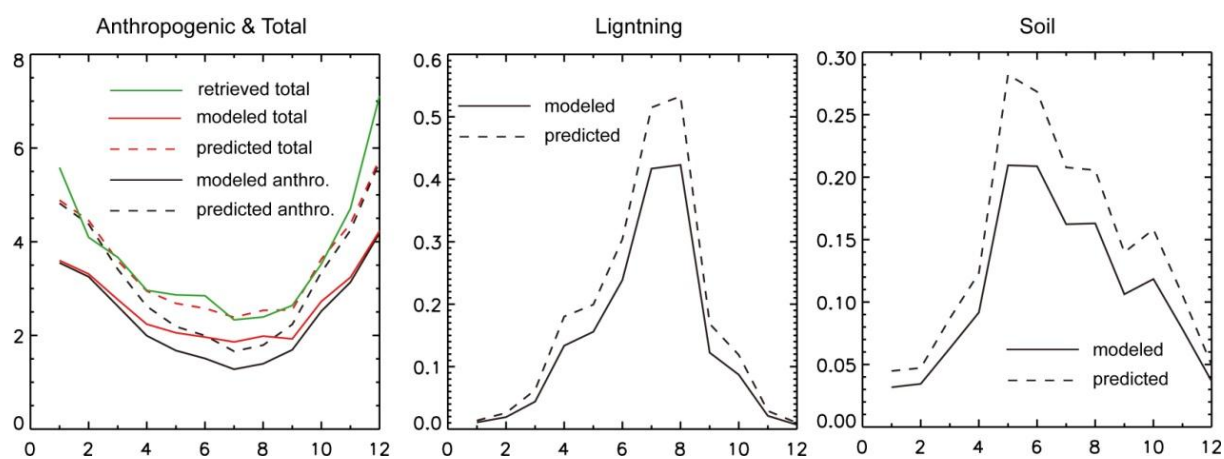 Anthropogenic & Total
8
6
4
2
0
0 2 4 6 8 10 12
retrieved total
modeled total
predicted total
modeled anthro.
predicted anthro.
Ligntning
0.6
0.5
0.4
0.3
0.2
0.1
0.0
0 2 4 6 8 10 12
modeled
predicted
Soil
0.30
0.25
0.20
0.15
0.10
0.05
0.00
0 2 4 6 8 10 12
modeled
predicted